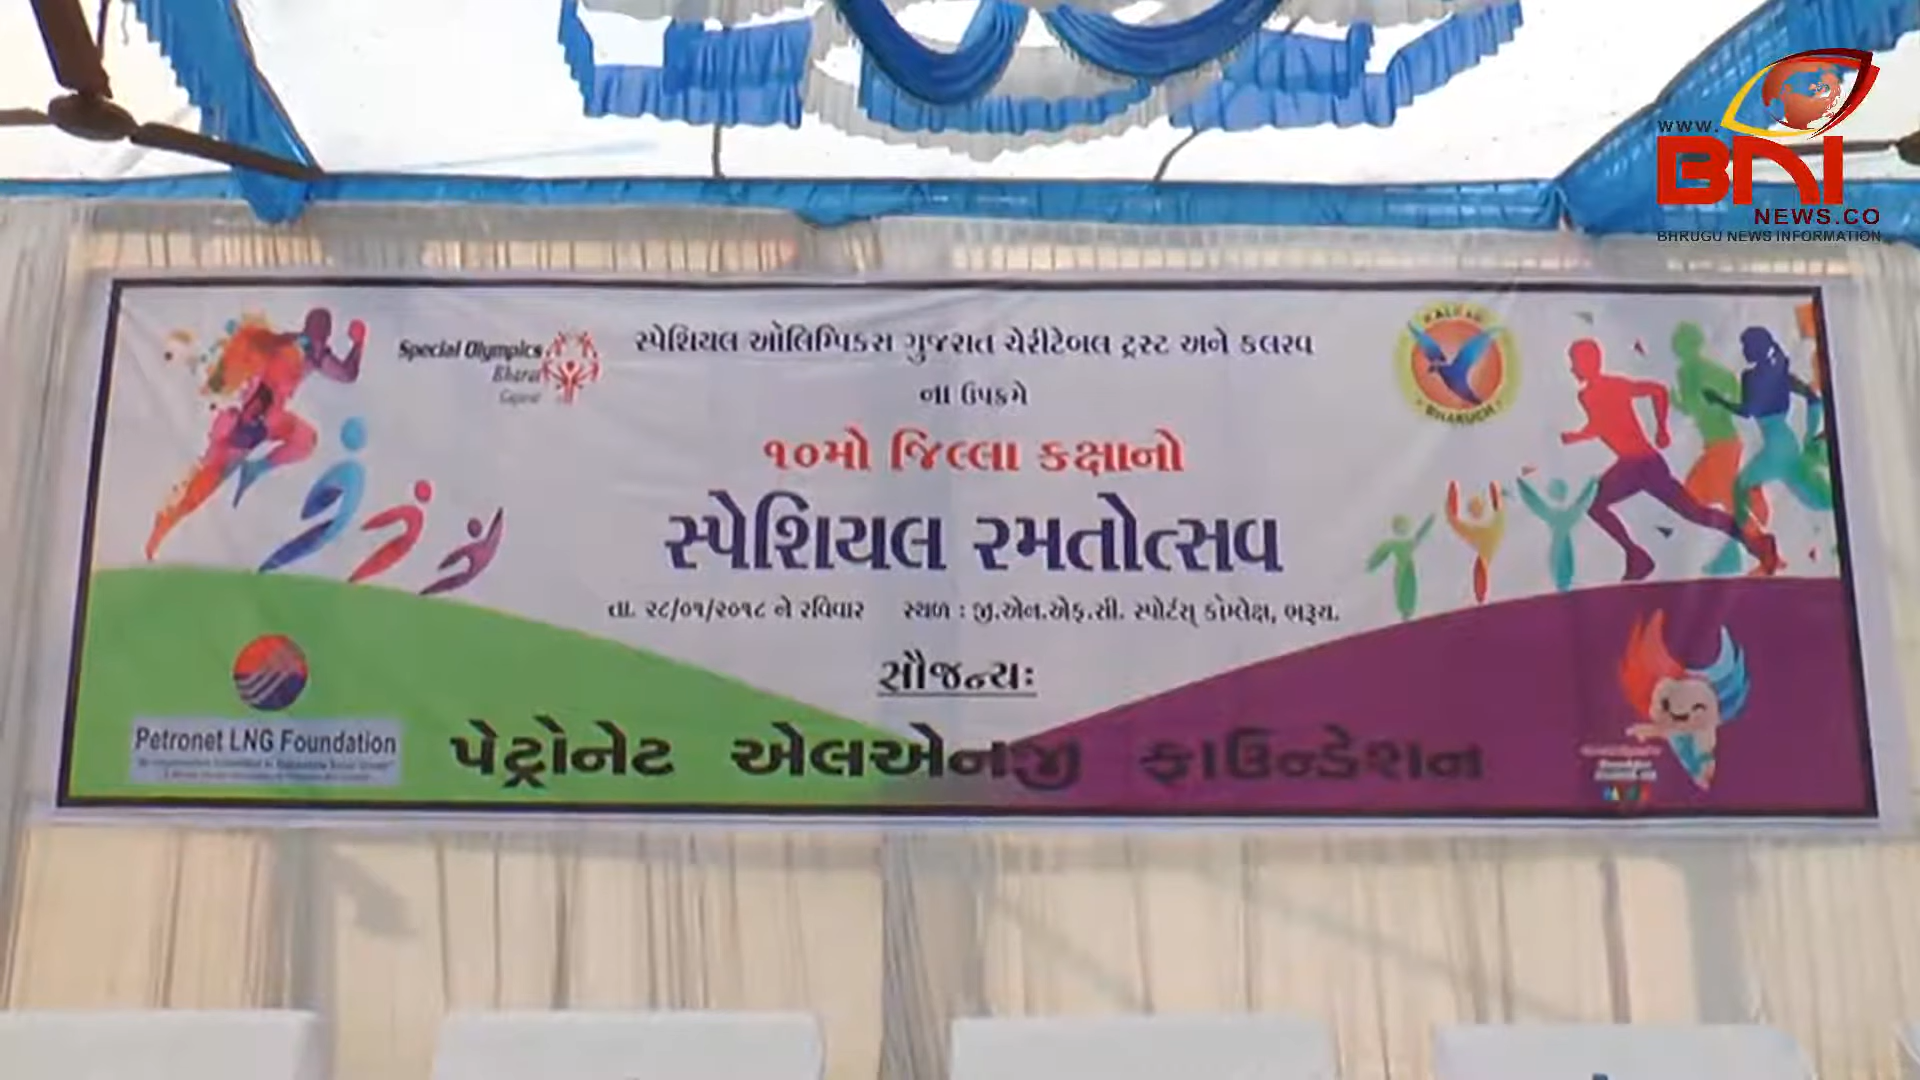 WWW.
BNI
NEWS.CO
BHRUGU NEWS INFORMATION
Special Olympics
Bharat
Gujarat
સ્પેશિયલ ઓલિમ્પિકસ ગુજરાત ચેરીટેબલ ટ્રસ્ટ અને કલરવ
ના ઉપક્રમે
૧૦મો જિલ્લા કક્ષાનો
સ્પેશિયલ રમતોત્સવ
તા. ૨૮/૦૧/૨૦૧૮ ને રવિવાર સ્થળ : જી.એન.એફ.સી. સ્પોર્ટસ્ કોમ્લેક્ષ, ભરૂચ.
સૌજન્ય:
Petronet LNG Foundation
પેટ્રોનેટ એલએનજી ફાઉન્ડેશન
KALRAV
BHARUCH